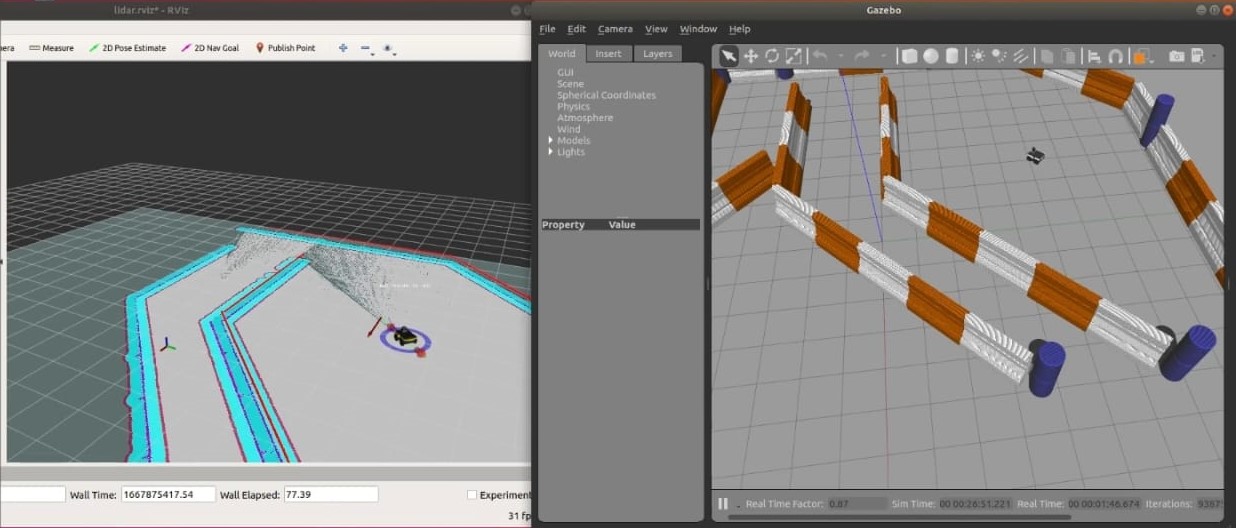 lidar.rviz* - RViz
Gazebo
era Measure 2D Pose Estimate 2D Nav Goal Publish Point
File Edit Camera View Window Help
World Insert Layers
GUI
Scene
Spherical Coordinates
Physics
Atmosphere
Wind
Models
Lights
Property Value
Wall Time: 1667875417.54 Wall Elapsed: 77.39 Experiment
31 fp
Real Time Factor: 0.87 Sim Time: 00 00:26:51.221 Real Time: 00 00:01:46.674 Iterations: 9387